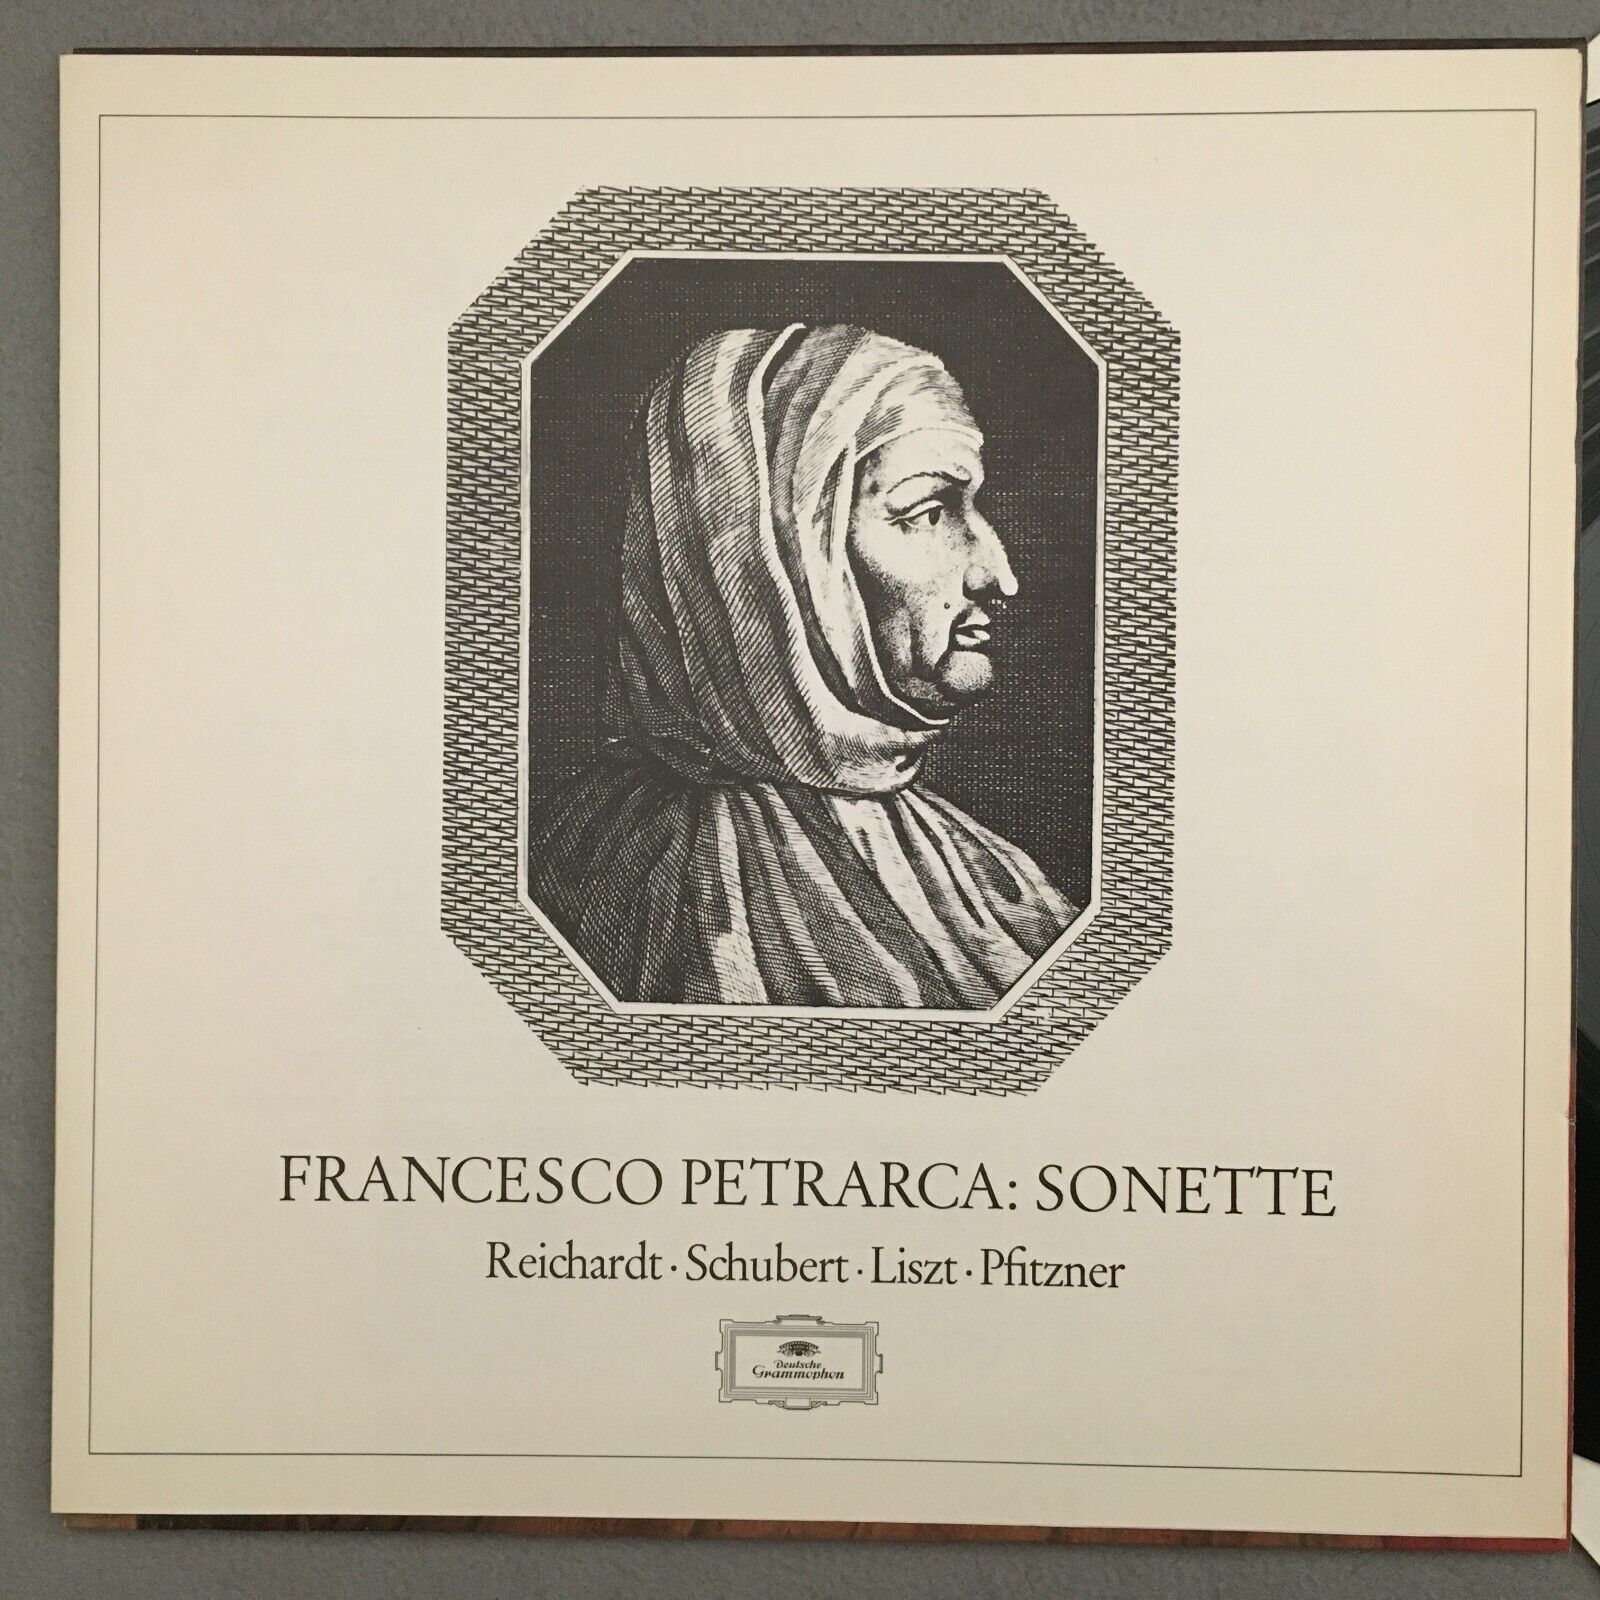 FRANCESCO PETRARCA: SONETTE
Reichardt · Schubert · Liszt · Pfitzner
Deutsche
Grammophon